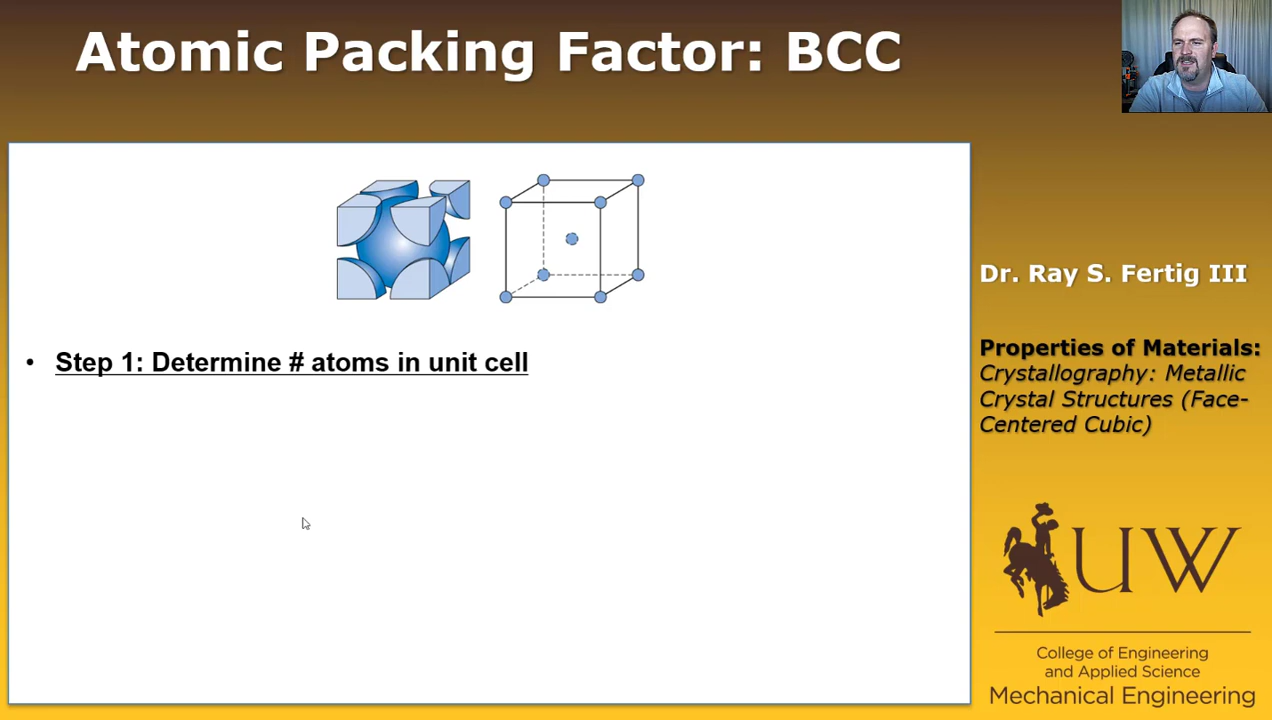 Atomic Packing Factor: BCC
• Step 1: Determine # atoms in unit cell
Dr. Ray S. Fertig III
Properties of Materials:
Crystallography: Metallic
Crystal Structures (Face-
Centered Cubic)
UW
College of Engineering
and Applied Science
Mechanical Engineering